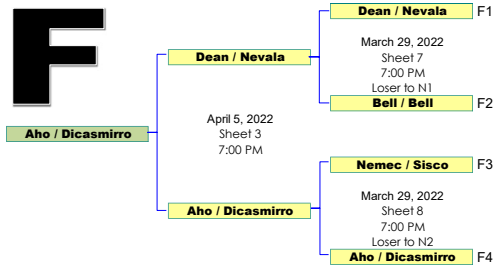 F
Dean / Nevala F1
March 29, 2022
Sheet 7
7:00 PM
Loser to N1
Bell / Bell F2
Dean / Nevala
April 5, 2022
Sheet 3
7:00 PM
Aho / Dicasmirro
Aho / Dicasmirro
Nemec / Sisco F3
March 29, 2022
Sheet 8
7:00 PM
Loser to N2
Aho / Dicasmirro F4